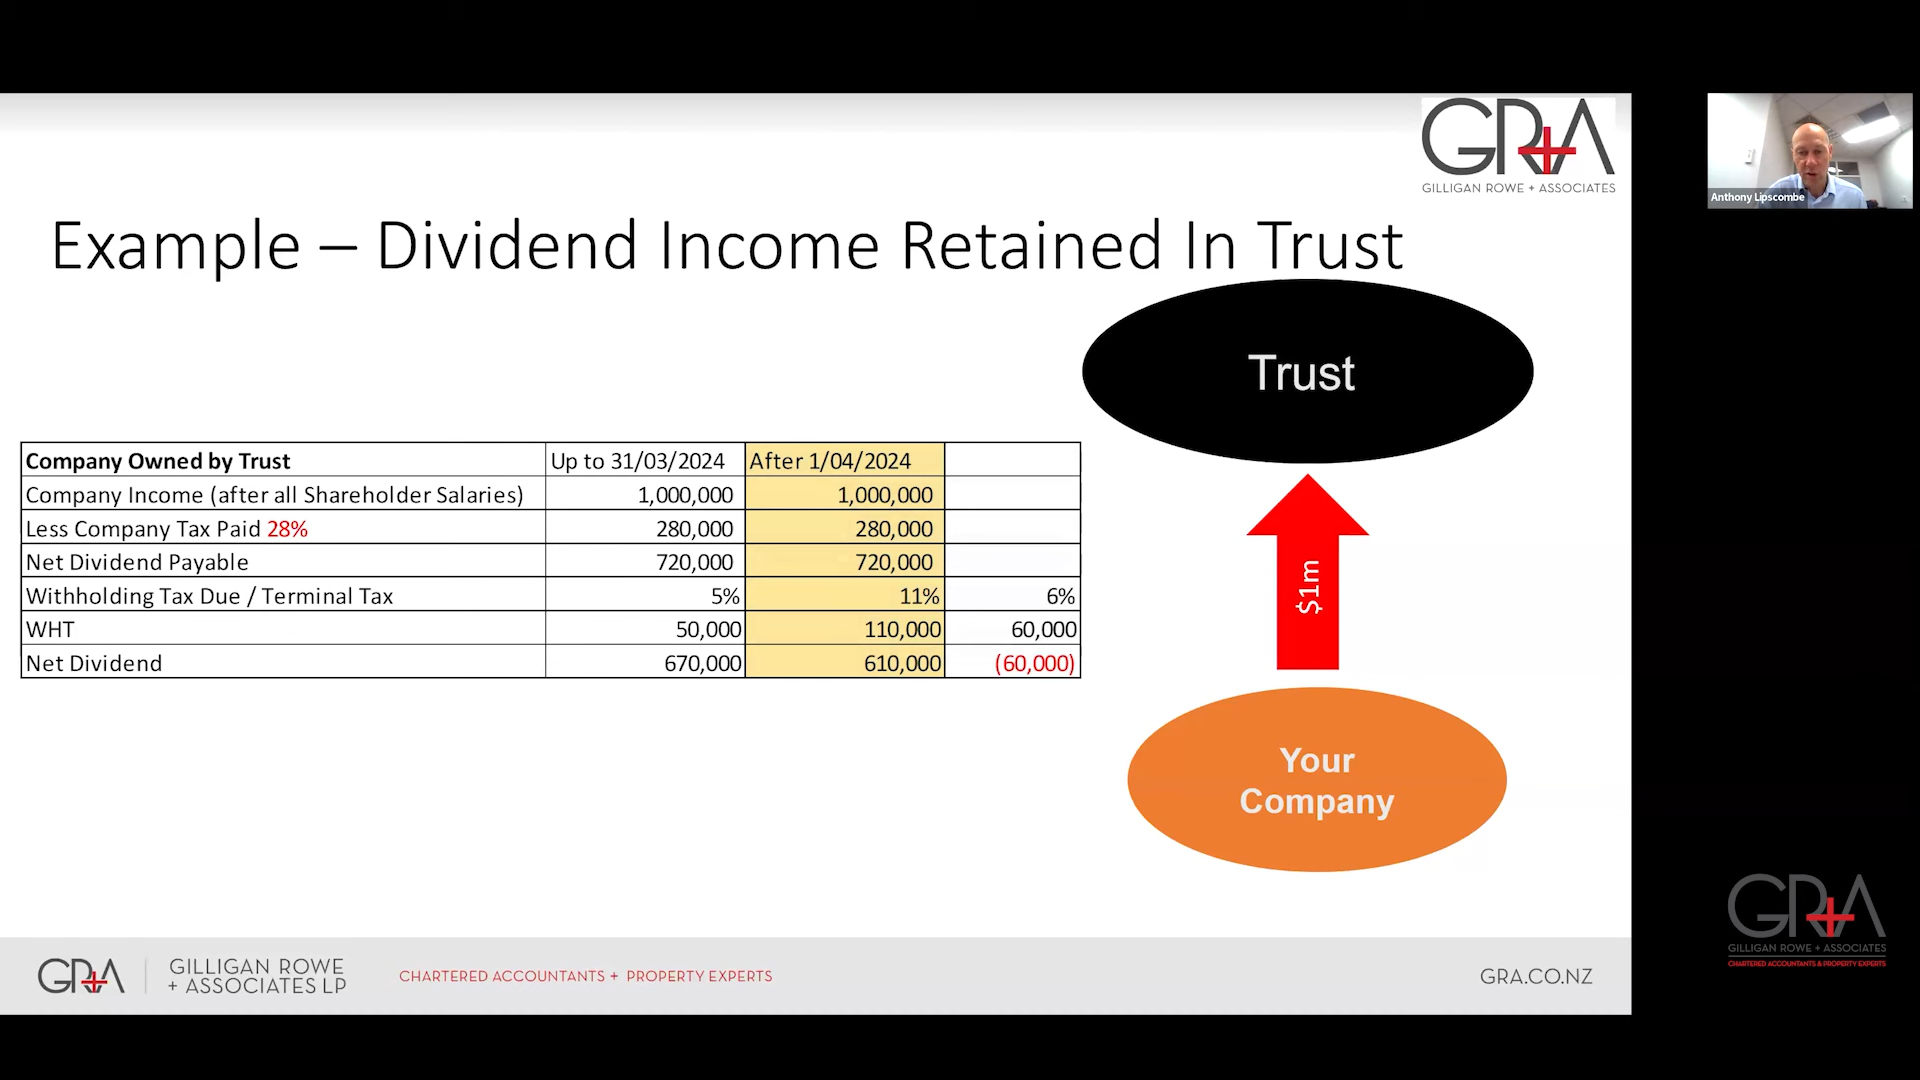 GRA
GILLIGAN ROWE + ASSOCIATES
Anthony Lipscombe
Example – Dividend Income Retained In Trust
Trust
Company Owned by Trust Up to 31/03/2024 After 1/04/2024
Company Income (after all Shareholder Salaries) 1,000,000 1,000,000
Less Company Tax Paid 28% 280,000 280,000
Net Dividend Payable 720,000 720,000
Withholding Tax Due / Terminal Tax 5% 11% 6%
WHT 50,000 110,000 60,000
Net Dividend 670,000 610,000 (60,000)
$1m
Your
Company
GRA
GILLIGAN ROWE
+ ASSOCIATES LP
CHARTERED ACCOUNTANTS + PROPERTY EXPERTS
GRA.CO.NZ
GRA
GILLIGAN ROWE + ASSOCIATES
CHARTERED ACCOUNTANTS & PROPERTY EXPERTS